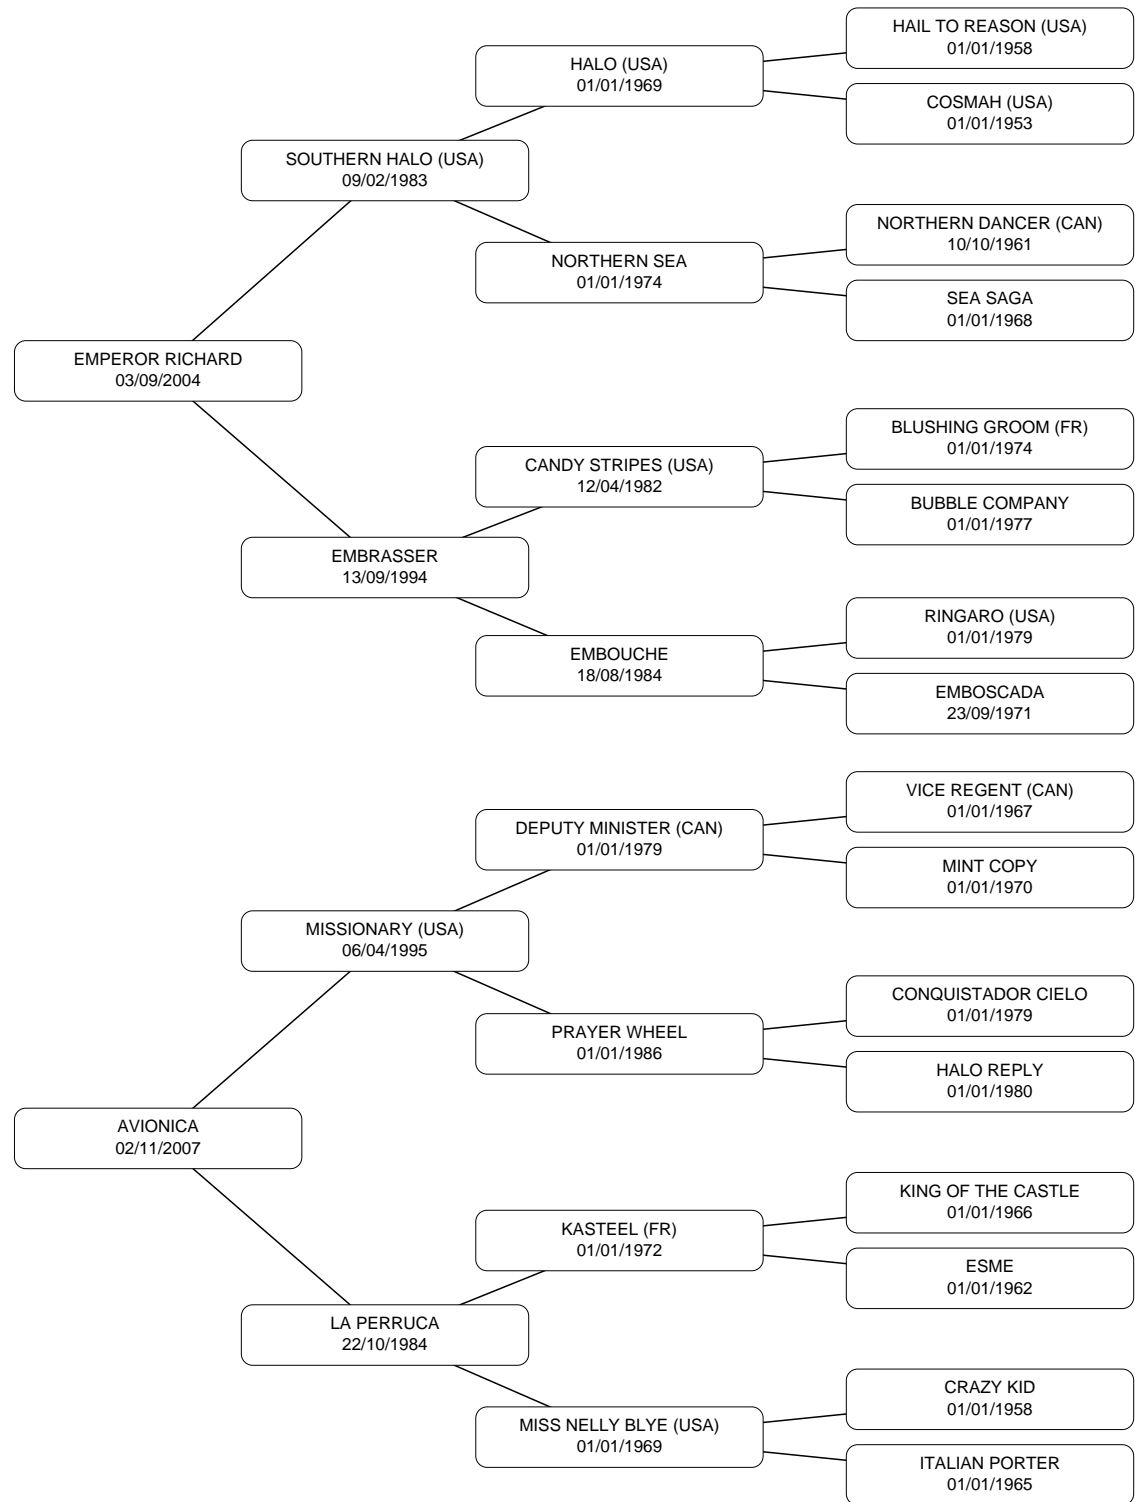 HAIL TO REASON (USA)
01/01/1958
HALO (USA)
01/01/1969
COSMAH (USA)
01/01/1953
SOUTHERN HALO (USA)
09/02/1983
NORTHERN DANCER (CAN)
10/10/1961
NORTHERN SEA
01/01/1974
SEA SAGA
01/01/1968
EMPEROR RICHARD
03/09/2004
BLUSHING GROOM (FR)
01/01/1974
CANDY STRIPES (USA)
12/04/1982
BUBBLE COMPANY
01/01/1977
EMBRASSER
13/09/1994
RINGARO (USA)
01/01/1979
EMBOUCHE
18/08/1984
EMBOSCADA
23/09/1971
VICE REGENT (CAN)
01/01/1967
DEPUTY MINISTER (CAN)
01/01/1979
MINT COPY
01/01/1970
MISSIONARY (USA)
06/04/1995
CONQUISTADOR CIELO
01/01/1979
PRAYER WHEEL
01/01/1986
HALO REPLY
01/01/1980
AVIONICA
02/11/2007
KING OF THE CASTLE
01/01/1966
KASTEEL (FR)
01/01/1972
ESME
01/01/1962
LA PERRUCA
22/10/1984
CRAZY KID
01/01/1958
MISS NELLY BLYE (USA)
01/01/1969
ITALIAN PORTER
01/01/1965